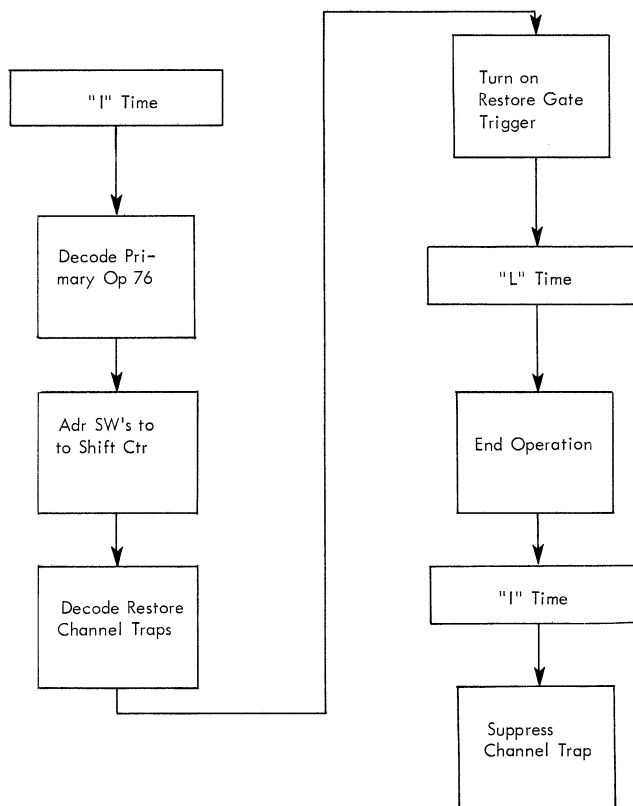 "I" Time
Decode Pri-
mary Op 76
Adr SW's to
to Shift Ctr
Decode Restore
Channel Traps
Turn on
Restore Gate
Trigger
"L" Time
End Operation
"I" Time
Suppress
Channel Trap